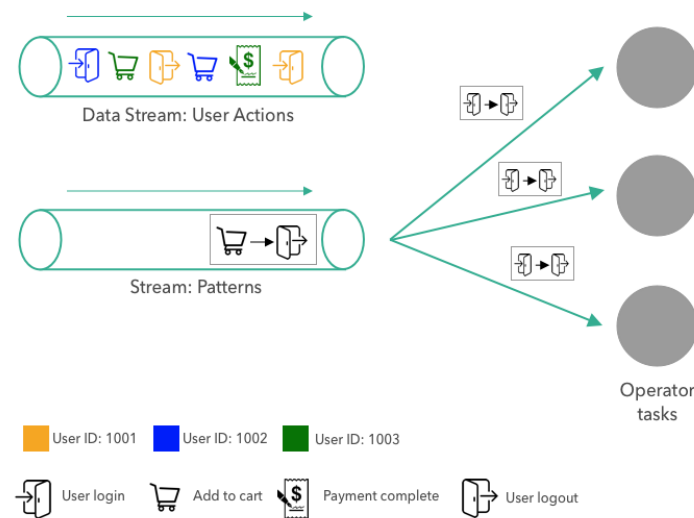 $
Data Stream: User Actions
Stream: Patterns
Operator
tasks
User ID: 1001
User ID: 1002
User ID: 1003
User login
Add to cart
$
Payment complete
User logout